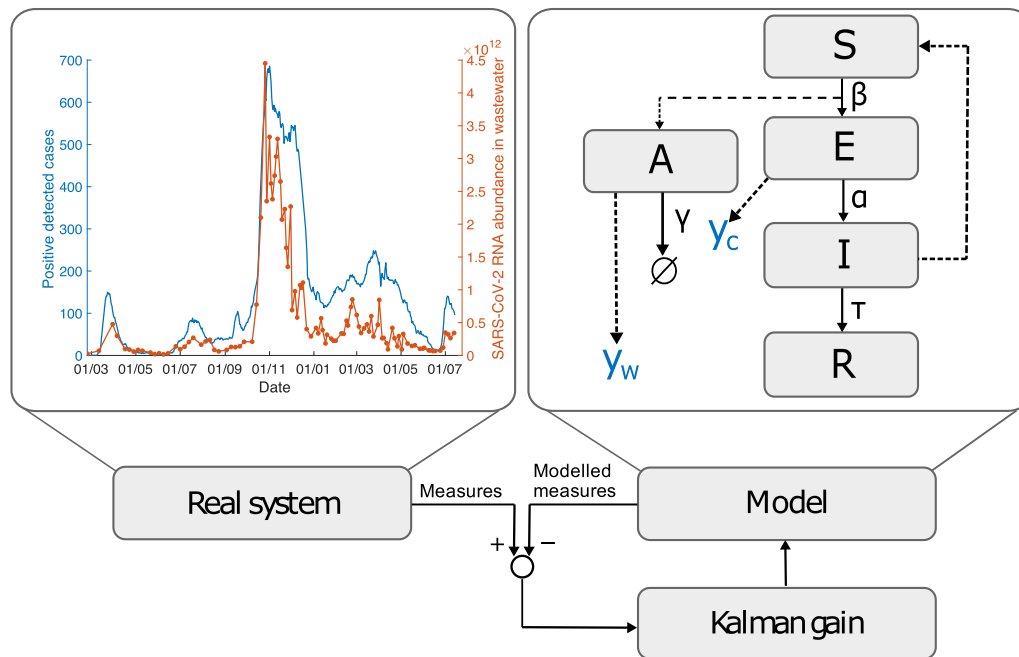 ×10¹²
700
600
500
400
300
200
100
0
Positive detected cases
4.5
4
3.5
3
2.5
2
1.5
1
0.5
0
SARS-CoV-2 RNA abundance in wastewater
01/03 01/05 01/07 01/09 01/11 01/01 01/03 01/05 01/07
Date
S
β
A
E
γ
y_c
α
∅
I
y_w
τ
R
Real system
Measures
Modelled
measures
Model
+
−
Kalman gain